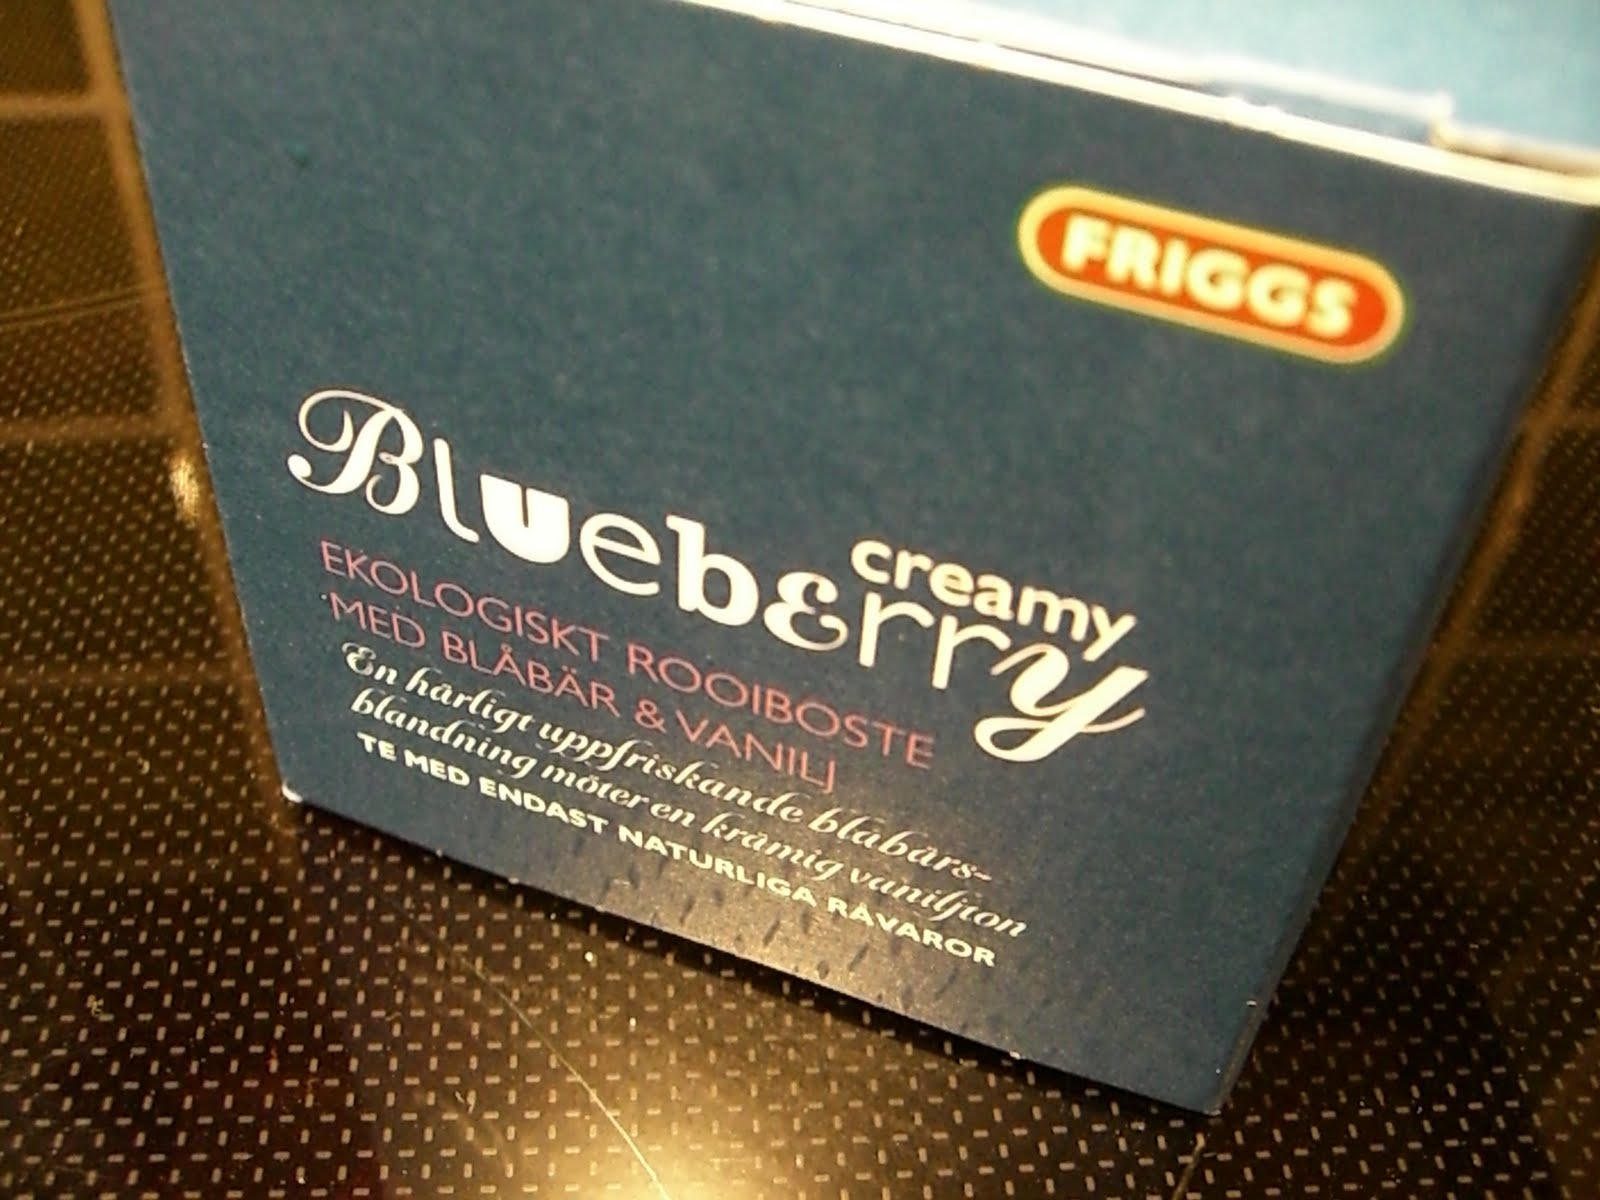 FRIGGS
Blueberry
creamy
EKOLOGISKT ROOIBOSTE
MED BLÅBÄR & VANILJ
En härligt uppfriskande blåbärs-
blandning möter en krämig vaniljton
TE MED ENDAST NATURLIGA RÅVAROR